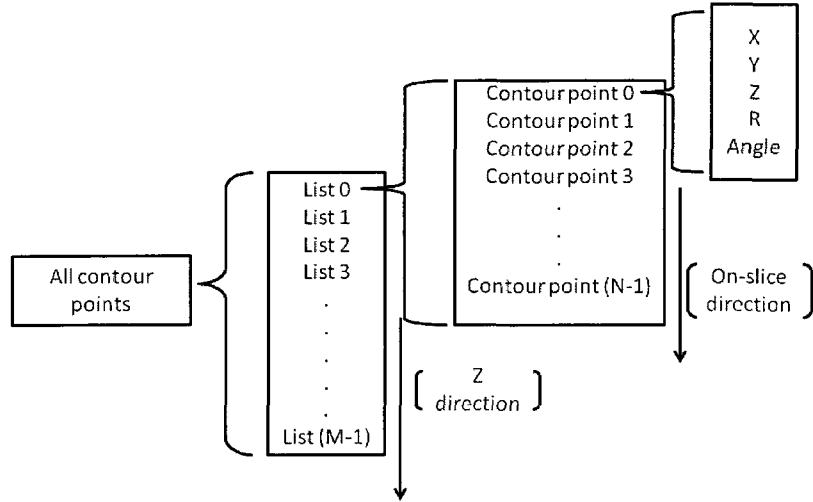 All contour
points
List 0
List 1
List 2
List 3
.
.
.
.
.
List (M-1)
Z
direction
Contour point 0
Contour point 1
Contour point 2
Contour point 3
.
.
.
Contour point (N-1)
On-slice
direction
X
Y
Z
R
Angle